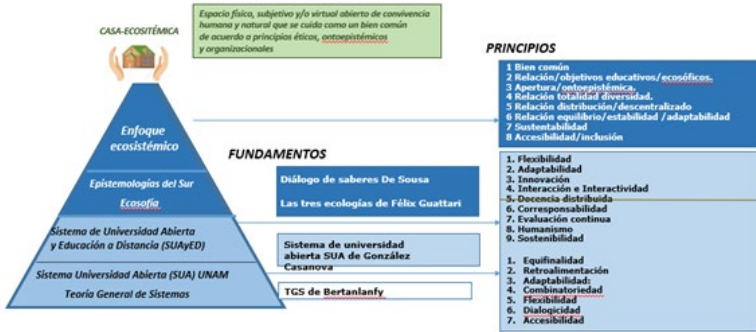 CASA-ECOSITÉMICA
Espacio físico, subjetivo y/o virtual abierto de convivencia
humana y natural que se cuida como un bien común
de acuerdo a principios éticos, ontoepistémicos
y organizacionales
PRINCIPIOS
1 Bien común
2 Relación/objetivos educativos/ecosóficos.
3 Apertura/ontoepistémica.
4 Relación totalidad diversidad.
5 Relación distribución/descentralizado
6 Relación equilibrio/estabilidad /adaptabilidad
7 Sustentabilidad
8 Accesibilidad/inclusión
Enfoque
ecosistémico
FUNDAMENTOS
Epistemologías del Sur
Ecosofía
Diálogo de saberes De Sousa
Las tres ecologías de Félix Guattari
1. Flexibilidad
2. Adaptabilidad
3. Innovación
4. Interacción e Interactividad
5. Docencia distribuida
6. Corresponsabilidad
7. Evaluación continua
8. Humanismo
9. Sostenibilidad
Sistema de Universidad Abierta
y Educación a Distancia (SUAyED)
Sistema de universidad
abierta SUA de González
Casanova
Sistema Universidad Abierta (SUA) UNAM
Teoría General de Sistemas
TGS de Bertanlanfy
1. Equifinalidad
2. Retroalimentación
3. Adaptabilidad:
4. Combinatoriedad
5. Flexibilidad
6. Dialogicidad
7. Accesibilidad